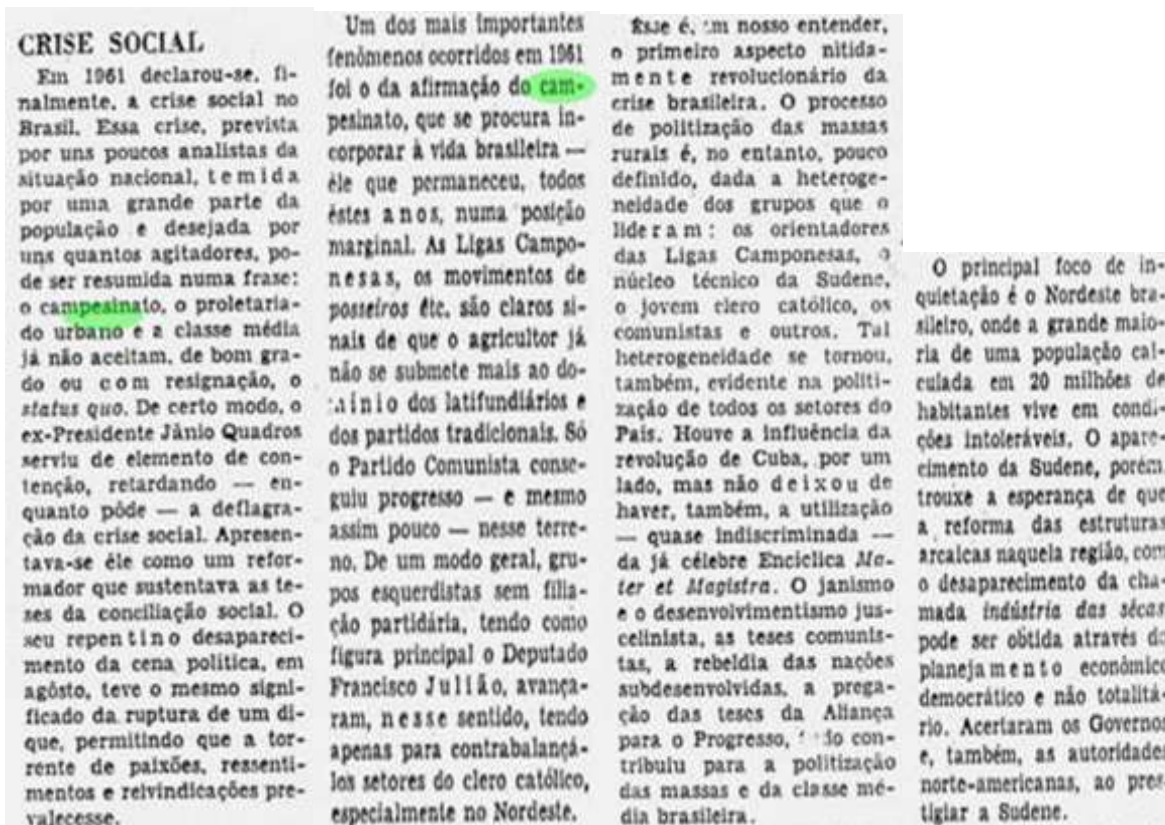 CRISE SOCIAL
Em 1961 declarou-se, fi-
nalmente, a crise social no
Brasil. Essa crise, prevista
por uns poucos analistas da
situação nacional, temida
por uma grande parte da
população e desejada por
uns quantos agitadores, po-
de ser resumida numa frase:
o campesinato, o proletaria-
do urbano e a classe média
já não aceitam, de bom gra-
do ou com resignação, o
status quo. De certo modo, o
ex-Presidente Jânio Quadros
serviu de elemento de con-
tenção, retardando — en-
quanto pôde — a deflagra-
ção da crise social. Apresen-
tava-se êle como um refor-
mador que sustentava as te-
ses da conciliação social. O
seu repentino desapareci-
mento da cena política, em
agôsto, teve o mesmo signi-
ficado da ruptura de um di-
que, permitindo que a tor-
rente de paixões, ressenti-
mentos e reivindicações pre-
valecesse.
Um dos mais importantes
fenômenos ocorridos em 1961
foi o da afirmação do cam-
pesinato, que se procura in-
corporar à vida brasileira —
êle que permaneceu, todos
êstes anos, numa posição
marginal. As Ligas Campo-
nesas, os movimentos de
posseiros etc. são claros si-
nais de que o agricultor já
não se submete mais ao do-
mínio dos latifundiários e
dos partidos tradicionais. Só
o Partido Comunista conse-
guiu progresso — e mesmo
assim pouco — nesse terre-
no. De um modo geral, gru-
pos esquerdistas sem filia-
ção partidária, tendo como
figura principal o Deputado
Francisco Julião, avança-
ram, nesse sentido, tendo
apenas para contrabalançá-
los setores do clero católico,
especialmente no Nordeste.
Êsse é, em nosso entender,
o primeiro aspecto nitida-
mente revolucionário da
crise brasileira. O processo
de politização das massas
rurais é, no entanto, pouco
definido, dada a heteroge-
neidade dos grupos que o
lideram: os orientadores
das Ligas Camponesas, o
núcleo técnico da Sudene,
o jovem clero católico, os
comunistas e outros. Tal
heterogeneidade se tornou,
também, evidente na politi-
zação de todos os setores do
País. Houve a influência da
revolução de Cuba, por um
lado, mas não deixou de
haver, também, a utilização
— quase indiscriminada —
da já célebre Encíclica Ma-
ter et Magistra. O janismo
e o desenvolvimentismo jus-
celinista, as teses comunis-
tas, a rebeldia das nações
subdesenvolvidas, a prega-
ção das teses da Aliança
para o Progresso, tudo con-
tribuiu para a politização
das massas e da classe mé-
dia brasileira.
O principal foco de in-
quietação é o Nordeste bra-
sileiro, onde a grande maio-
ria de uma população cal-
culada em 20 milhões de
habitantes vive em condi-
ções intoleráveis. O apare-
cimento da Sudene, porém,
trouxe a esperança de que
a reforma das estruturas
arcaicas naquela região, com
o desaparecimento da cha-
mada indústria das sêcas
pode ser obtida através do
planejamento econômico
democrático e não totalitá-
rio. Acertaram os Governos
e, também, as autoridades
norte-americanas, ao pres-
tigiar a Sudene.